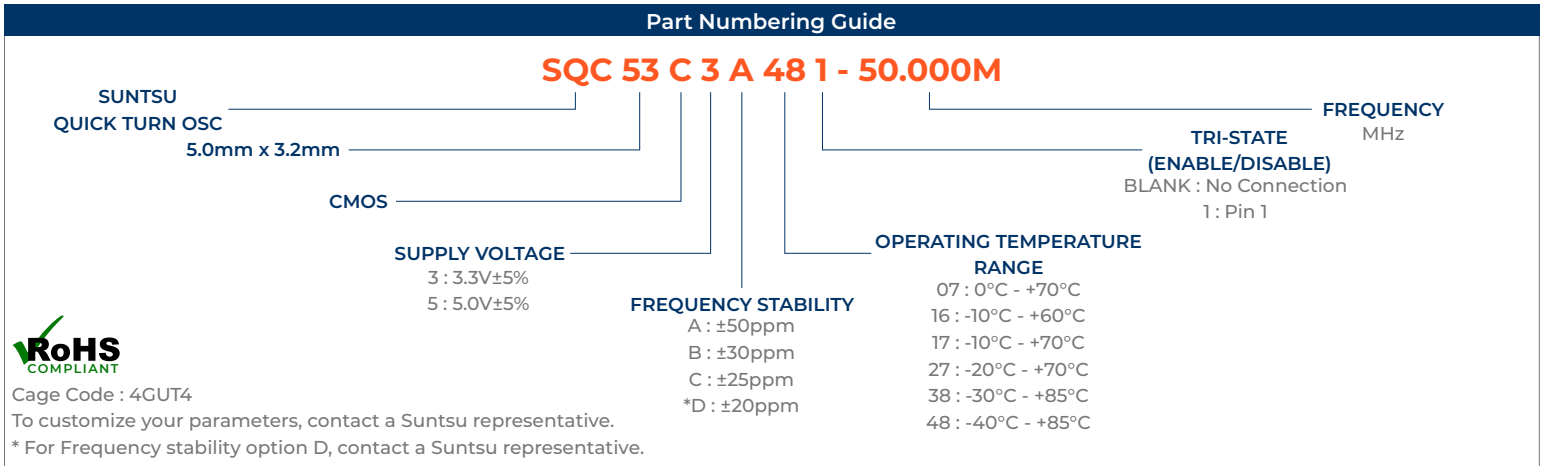 Part Numbering Guide
SQC 53 C 3 A 48 1 - 50.000M
SUNTSU
QUICK TURN OSC
5.0mm x 3.2mm
CMOS
SUPPLY VOLTAGE
3 : 3.3V±5%
5 : 5.0V±5%
FREQUENCY STABILITY
A : ±50ppm
B : ±30ppm
C : ±25ppm
*D : ±20ppm
OPERATING TEMPERATURE
RANGE
07 : 0°C - +70°C
16 : -10°C - +60°C
17 : -10°C - +70°C
27 : -20°C - +70°C
38 : -30°C - +85°C
48 : -40°C - +85°C
TRI-STATE
(ENABLE/DISABLE)
BLANK : No Connection
1 : Pin 1
FREQUENCY
MHz
RoHS
COMPLIANT
Cage Code : 4GUT4
To customize your parameters, contact a Suntsu representative.
* For Frequency stability option D, contact a Suntsu representative.